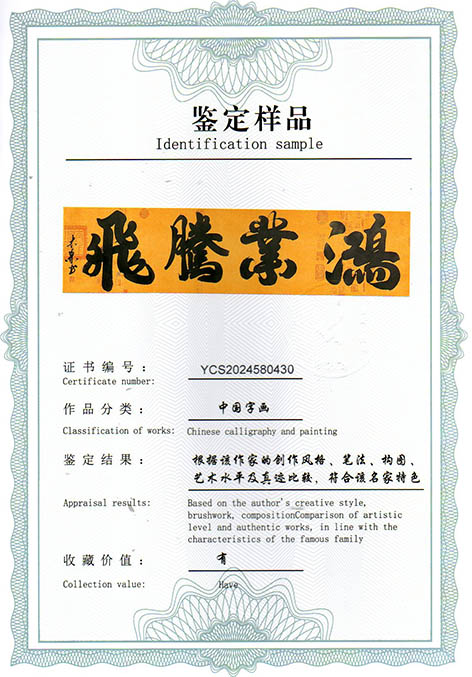 鉴定样品
Identification sample
鴻業騰飛
证书编号：
YCS2024580430
Certificate number:
作品分类：
中国字画
Classification of works:
Chinese calligraphy and painting
鉴定结果：
根据该作家的创作风格、笔法、构图、
艺术水平及真迹比较，符合该名家特色
Appraisal results:
Based on the author's creative style,
brushwork, compositionComparison of artistic
level and authentic works, in line with the
characteristics of the famous family
收藏价值：
有
Collection value:
Have